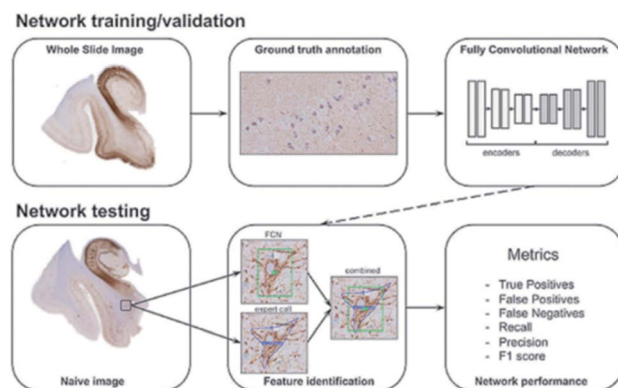 Network training/validation
Whole Slide Image
Ground truth annotation
Fully Convolutional Network
encoders
decoders
Network testing
FCN
expert call
combined
Naive image
Feature identification
Metrics
- True Positives
- False Positives
- False Negatives
- Recall
- Precision
- F1 score
Network performance